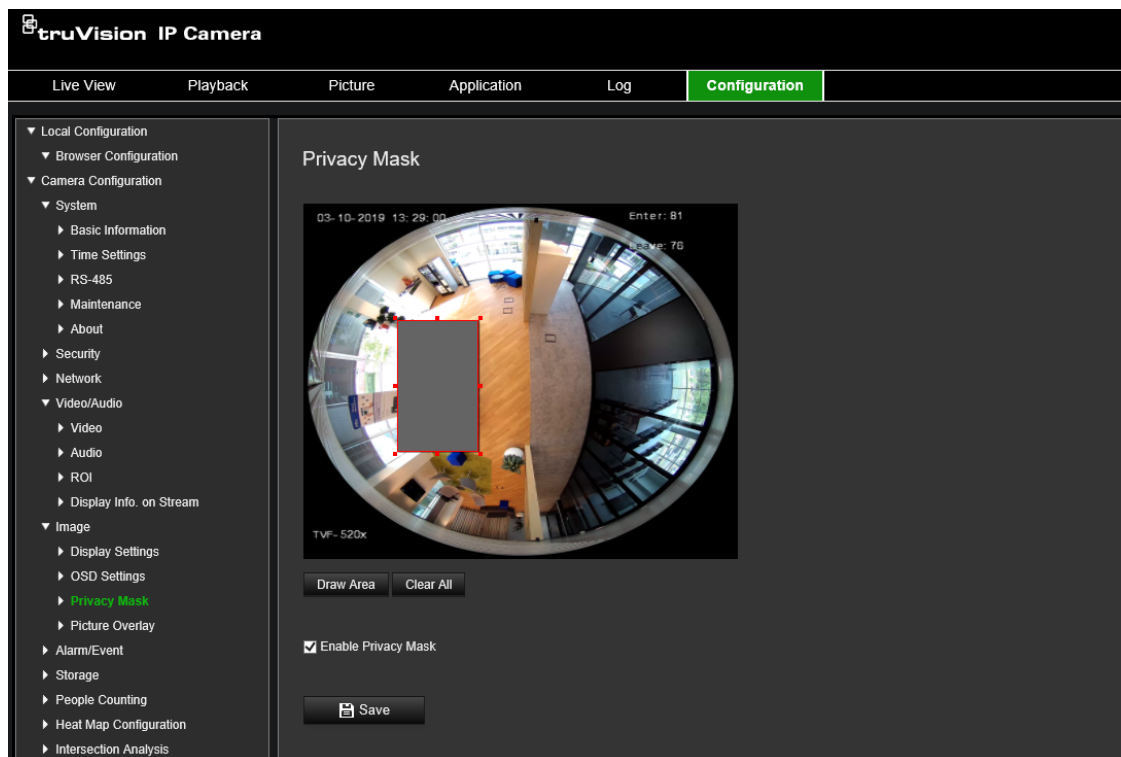 truVision IP Camera
Live View Playback Picture Application Log Configuration
Local Configuration
Browser Configuration
Camera Configuration
System
Basic Information
Time Settings
RS-485
Maintenance
About
Security
Network
Video/Audio
Video
Audio
ROI
Display Info. on Stream
Image
Display Settings
OSD Settings
Privacy Mask
Picture Overlay
Alarm/Event
Storage
People Counting
Heat Map Configuration
Intersection Analysis
Privacy Mask
03-10-2019 13:29:00 Enter:81
Leave:76
TVF-520x
Draw Area Clear All
Enable Privacy Mask
Save